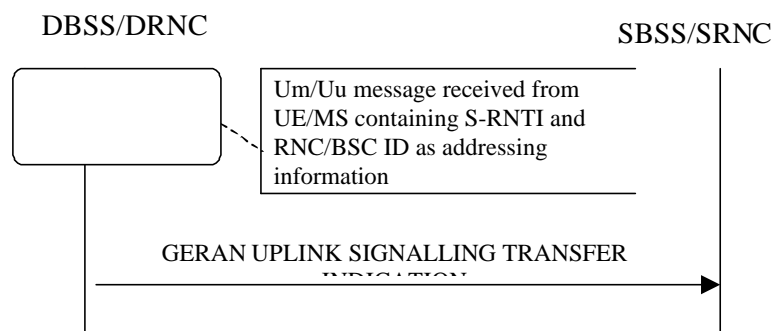 DBSS/DRNC
SBSS/SRNC
Um/Uu message received from
UE/MS containing S-RNTI and
RNC/BSC ID as addressing
information
GERAN UPLINK SIGNALLING TRANSFER
INDICATION